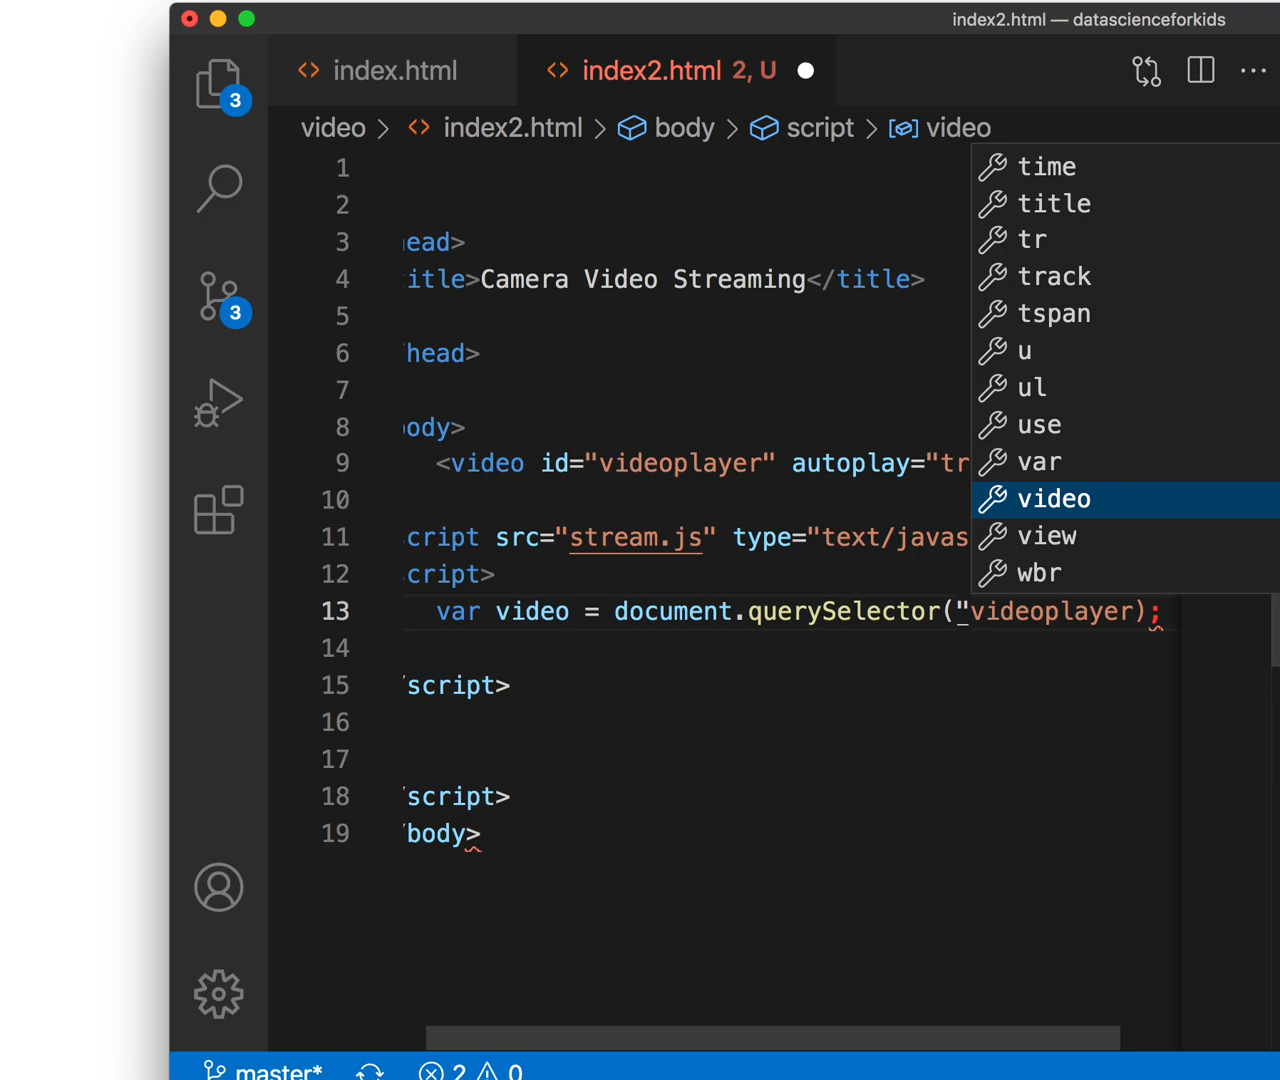 index2.html — datascienceforkids
index.html
index2.html 2, U
3
video > index2.html > body > script > video
1
2
3 ead>
4 itle>Camera Video Streaming</title>
5
6 head>
7
8 ody>
9 <video id="videoplayer" autoplay="tr
10
11 cript src="stream.js" type="text/javas
12 cript>
13 var video = document.querySelector("videoplayer);
14
15 script>
16
17
18 script>
19 /body>
time
title
tr
track
tspan
u
ul
use
var
video
view
wbr
3
master* 2 0